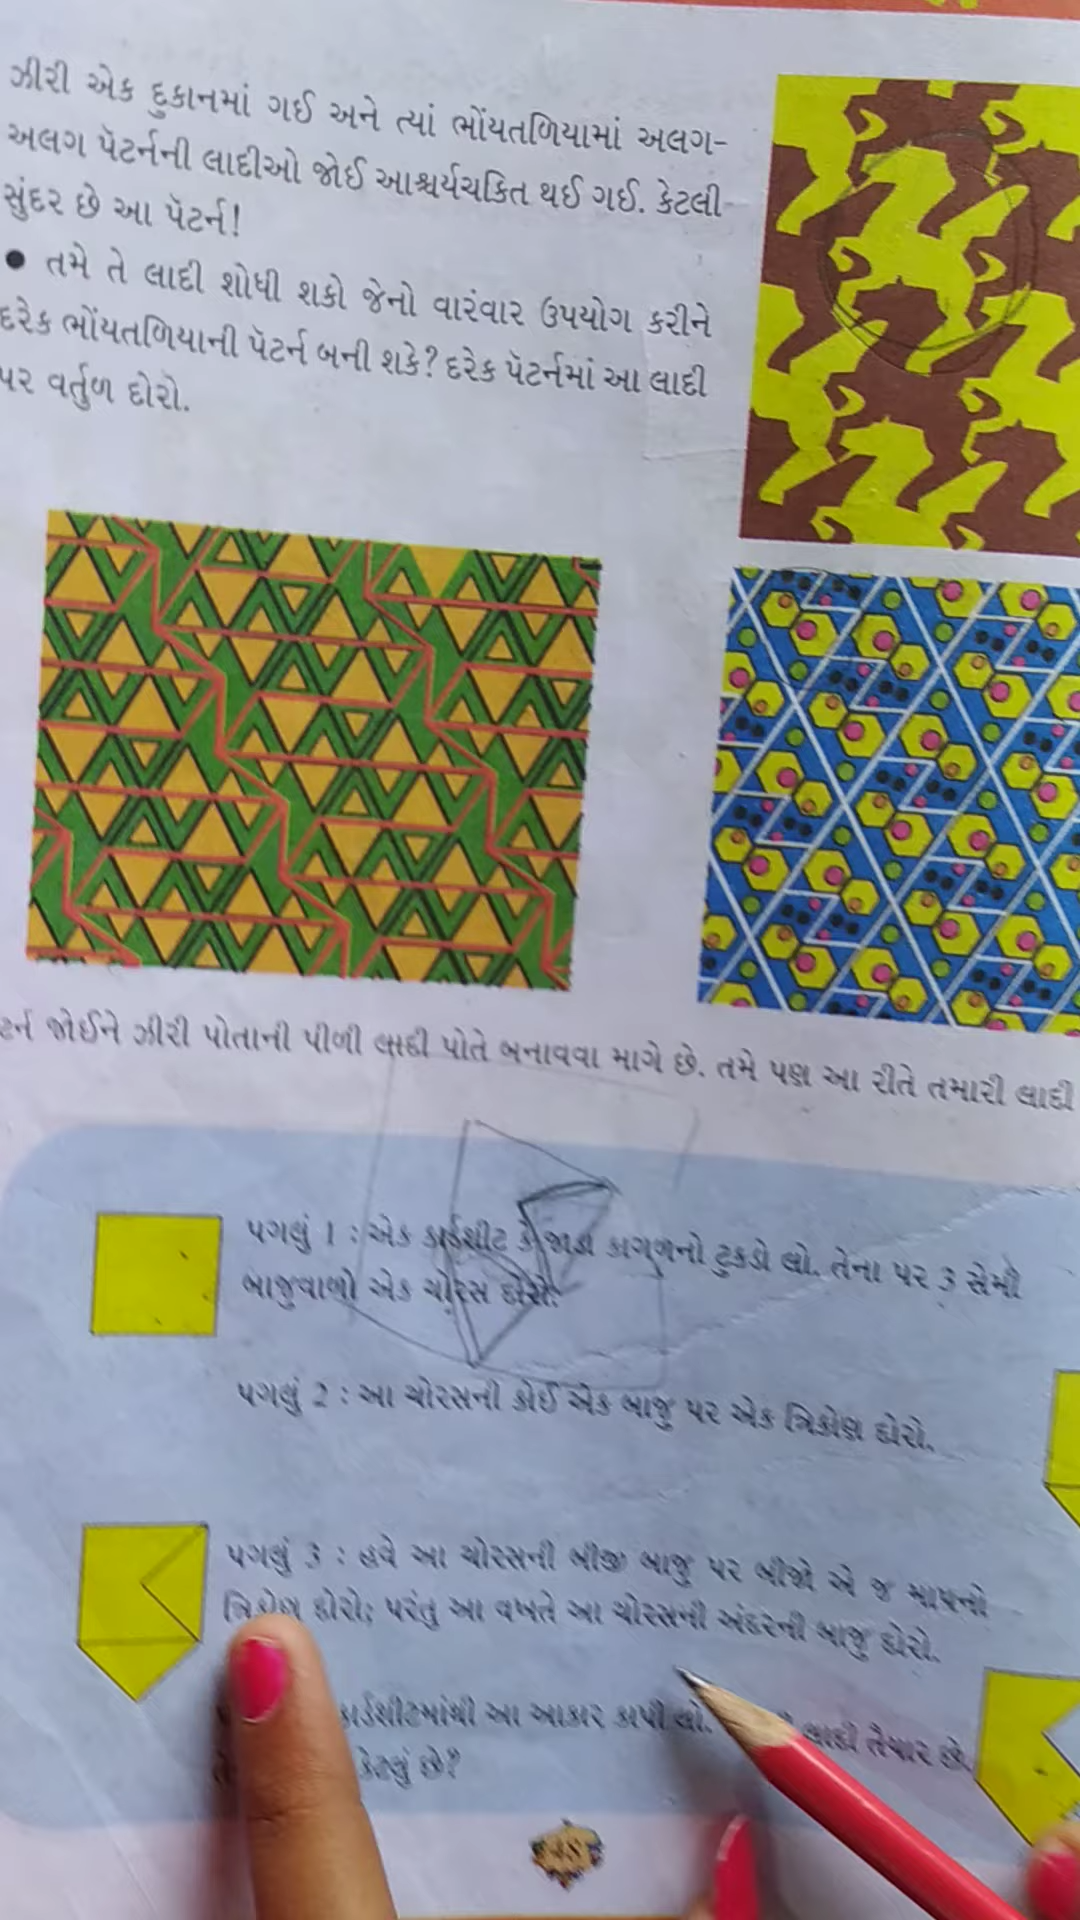 ઝીરી એક દુકાનમાં ગઈ અને ત્યાં ભોંયતળિયામાં અલગ-
અલગ પૅટર્નની લાદીઓ જોઈ આશ્ચર્યચકિત થઈ ગઈ. કેટલી
સુંદર છે આ પૅટર્ન!
● તમે તે લાદી શોધી શકો જેનો વારંવાર ઉપયોગ કરીને
દરેક ભોંયતળિયાની પૅટર્ન બની શકે? દરેક પૅટર્નમાં આ લાદી
પર વર્તુળ દોરો.
ટર્ન જોઈને ઝીરી પોતાની પીળી લાદી પોતે બનાવવા માગે છે. તમે પણ આ રીતે તમારી લાદી
પગલું 1 : એક કાર્ડશીટ કે જાડા કાગળનો ટુકડો લો. તેના પર 3 સેમી
બાજુવાળો એક ચોરસ દોરો.
પગલું 2 : આ ચોરસની કોઈ એક બાજુ પર એક ત્રિકોણ દોરો.
પગલું 3 : હવે આ ચોરસની બીજી બાજુ પર બીજો એ જ માપનો
ત્રિકોણ દોરો; પરંતુ આ વખતે આ ચોરસની અંદરની બાજુ દોરો.
કાર્ડશીટમાંથી આ આકાર કાપી લો. લાદી તૈયાર છે.
કેટલું છે?